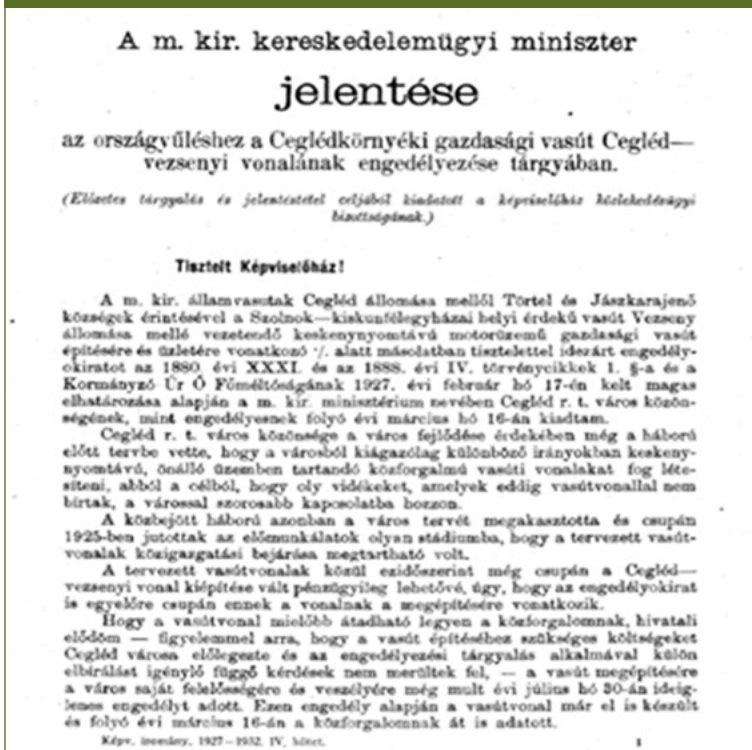 A m. kir. kereskedelemügyi miniszter
jelentése
az országgyűléshez a Ceglédkörnyéki gazdasági vasút Cegléd—
vezsenyi vonalának engedélyezése tárgyában.
(Előzetes tárgyalás és jelentéstétel céljából kiadatott a képviselőház közlekedésügyi
bizottságának.)
Tisztelt Képviselőház!
A m. kir. államvasutak Cegléd állomása mellől Törtel és Jászkarajenő
községek érintésével a Szolnok—kiskunfélegyházai helyi érdekű vasút Vezseny
állomása mellé vezetendő keskenynyomtávú motorüzemű gazdasági vasút
építésére és üzletére vonatkozó ·/. alatt másolatban tisztelettel idezárt engedély-
okiratot az 1880. évi XXXI. és az 1888. évi IV. törvénycikkek 1. §-a és a
Kormányzó Úr Ő Főméltóságának 1927. évi február hó 17-én kelt magas
elhatározása alapján a m. kir. minisztérium nevében Cegléd r. t. város közön-
ségének, mint engedélyesnek folyó évi március hó 16-án kiadtam.
Cegléd r. t. város közönsége a város fejlődése érdekében még a háború
előtt tervbe vette, hogy a városból kiágazólag különböző irányokban keskeny-
nyomtávú, önálló üzemben tartandó közforgalmú vasúti vonalakat fog léte-
síteni, abból a célból, hogy oly vidékeket, amelyek eddig vasútvonallal nem
bírtak, a várossal szorosabb kapcsolatba hozzon.
A közbejött háború azonban a város tervét megakasztotta és csupán
1925-ben jutottak az előmunkálatok olyan stádiumba, hogy a tervezett vasút-
vonalak közigazgatási bejárása megtartható volt.
A tervezett vasútvonalak közül ezidőszerint még csupán a Cegléd—
vezsenyi vonal kiépítése vált pénzügyileg lehetővé, úgy, hogy az engedélyokirat
is egyelőre csupán ennek a vonalnak a megépítésére vonatkozik.
Hogy a vasútvonal mielőbb átadható legyen a közforgalomnak, hivatali
elődöm — figyelemmel arra, hogy a vasút építéséhez szükséges költségeket
Cegléd városa előlegezte és az engedélyezési tárgyalás alkalmával külön
elbírálást igénylő függő kérdések nem merültek fel, — a vasút megépítésére
a város saját felelősségére és veszélyére még mult évi július hó 30-án ideig-
lenes engedélyt adott. Ezen engedély alapján a vasútvonal már el is készült
és folyó évi március 16-án a közforgalomnak át is adatott.
Képv. iromány. 1927—1932. IV. kötet. 1